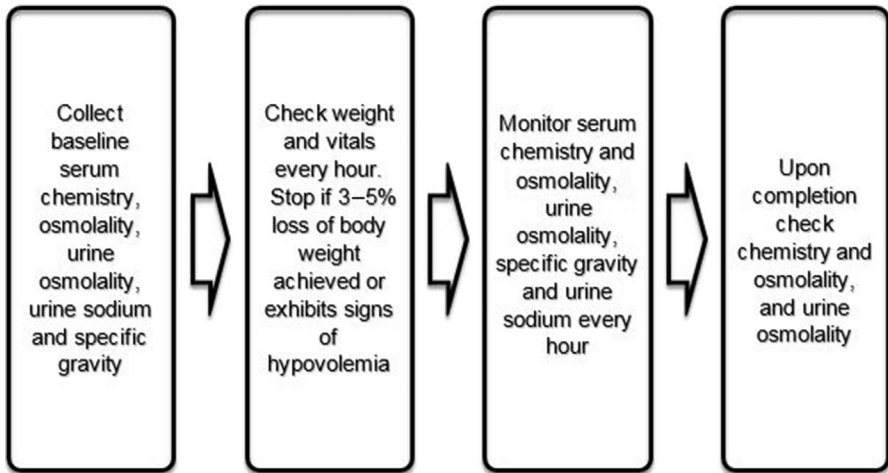 Collect
baseline
serum
chemistry,
osmolality,
urine
osmolality,
urine sodium
and specific
gravity
Check weight
and vitals
every hour.
Stop if 3–5%
loss of body
weight
achieved or
exhibits signs
of
hypovolemia
Monitor serum
chemistry and
osmolality,
urine
osmolality,
specific gravity
and urine
sodium every
hour
Upon
completion
check
chemistry and
osmolality,
and urine
osmolality